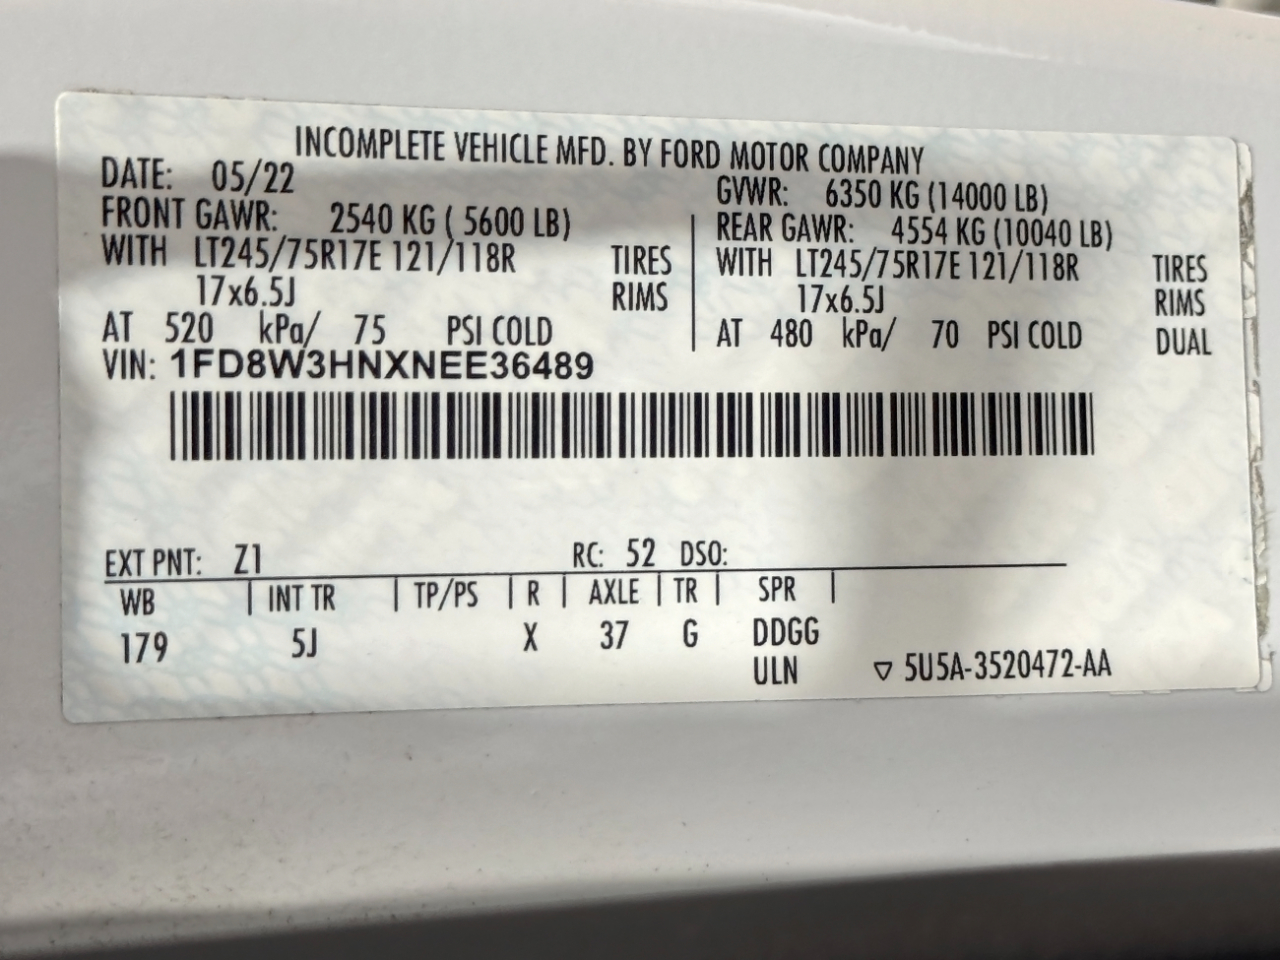 INCOMPLETE VEHICLE MFD. BY FORD MOTOR COMPANY
DATE: 05/22 GVWR: 6350 KG (14000 LB)
FRONT GAWR: 2540 KG ( 5600 LB) REAR GAWR: 4554 KG (10040 LB)
WITH LT245/75R17E 121/118R TIRES WITH LT245/75R17E 121/118R TIRES
17x6.5J RIMS 17x6.5J RIMS
AT 520 kPa/ 75 PSI COLD AT 480 kPa/ 70 PSI COLD DUAL
VIN: 1FD8W3HNXNEE36489
EXT PNT: Z1 RC: 52 DSO:
WB | INT TR | TP/PS | R | AXLE | TR | SPR |
179 5J X 37 G DDGG
ULN ▽ 5U5A-3520472-AA